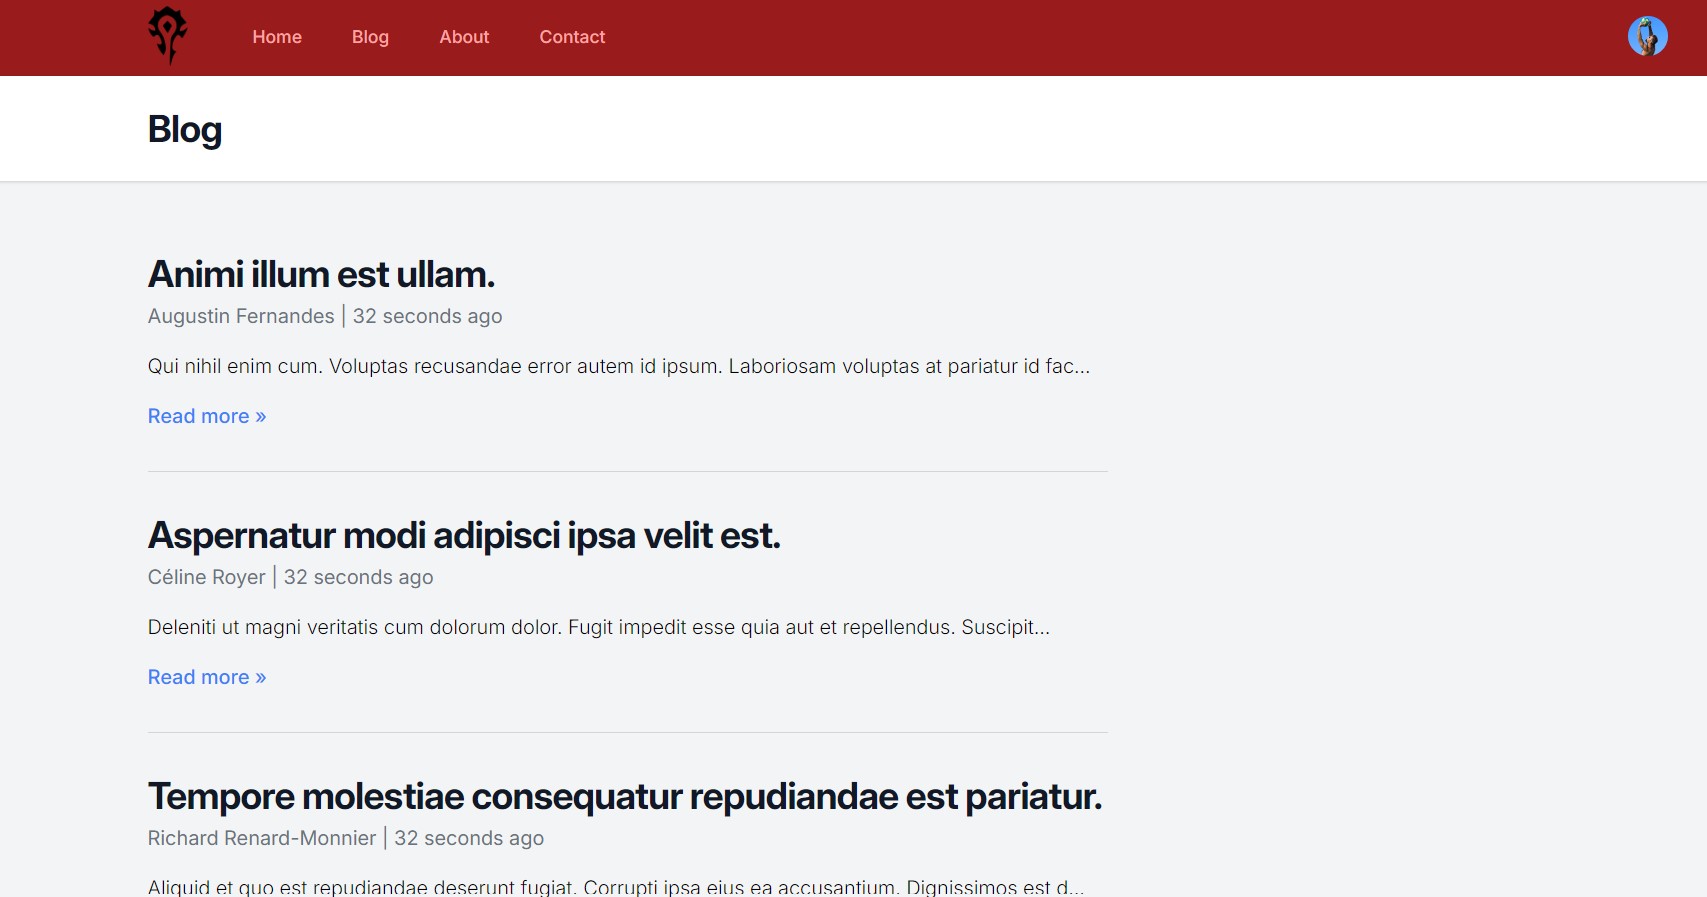 Home Blog About Contact
Blog
Animi illum est ullam.
Augustin Fernandes | 32 seconds ago
Qui nihil enim cum. Voluptas recusandae error autem id ipsum. Laboriosam voluptas at pariatur id fac...
Read more »
Aspernatur modi adipisci ipsa velit est.
Céline Royer | 32 seconds ago
Deleniti ut magni veritatis cum dolorum dolor. Fugit impedit esse quia aut et repellendus. Suscipit...
Read more »
Tempore molestiae consequatur repudiandae est pariatur.
Richard Renard-Monnier | 32 seconds ago
Aliquid et quo est repudiandae deserunt fugiat. Corrupti ipsa eius ea accusantium. Dignissimos est d...